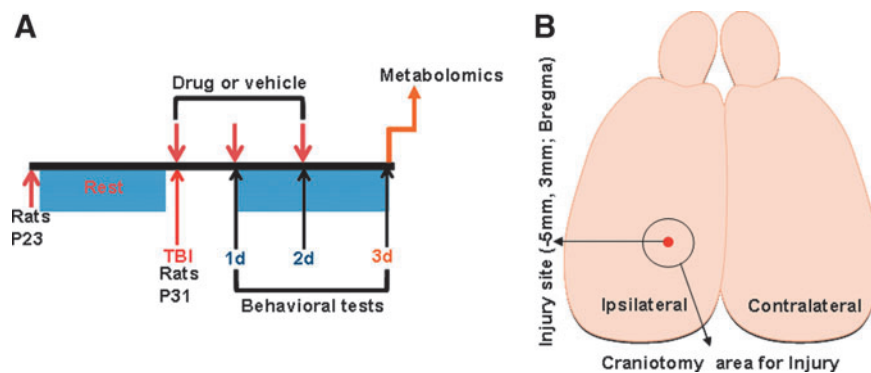 A
Drug or vehicle
Metabolomics
Rest
Rats
P23
TBI
Rats
P31
1d
2d
3d
Behavioral tests
B
Injury site (-5mm, 3mm; Bregma)
Ipsilateral
Contralateral
Craniotomy area for Injury